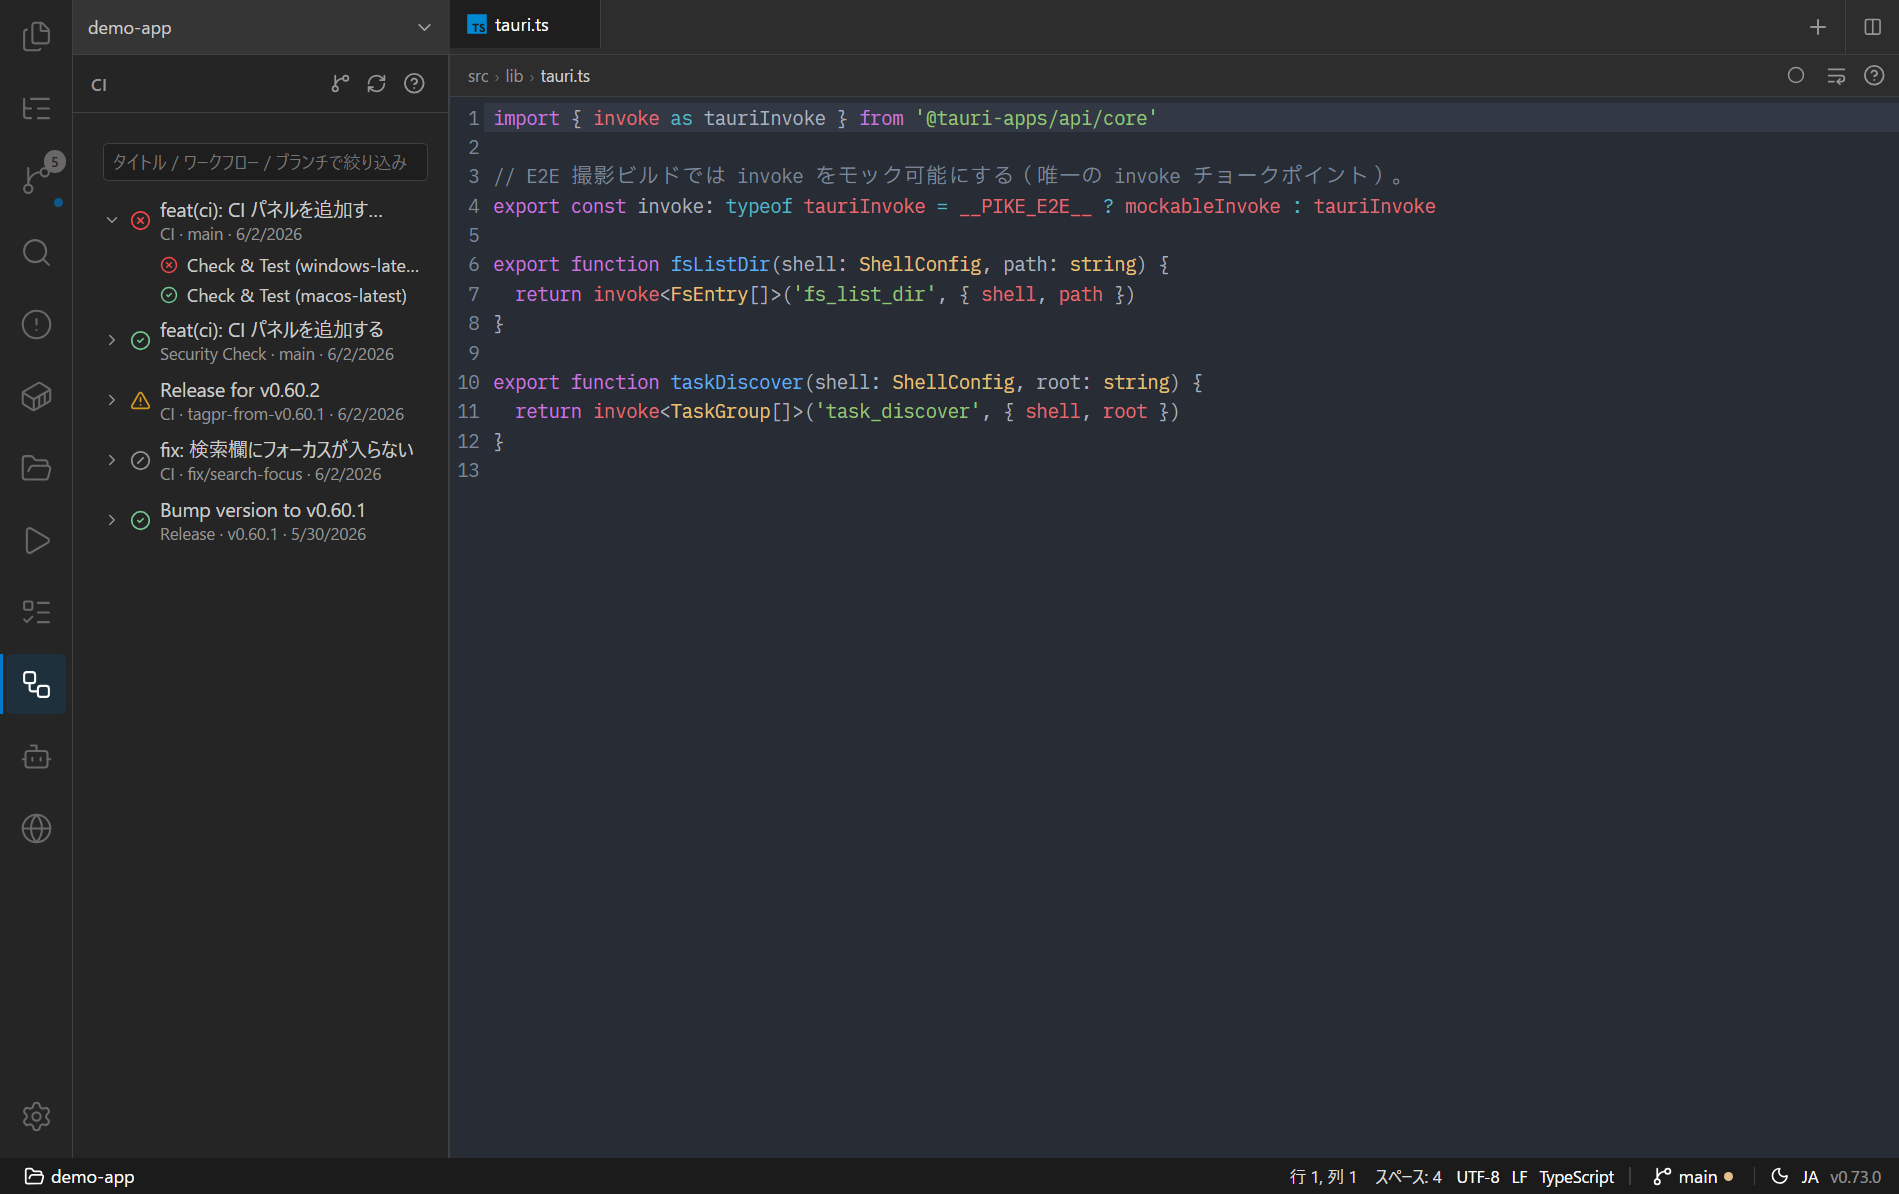 demo-app
TS tauri.ts
CI
src › lib › tauri.ts
5
タイトル / ワークフロー / ブランチで絞り込み
feat(ci): CI パネルを追加す...
CI · main · 6/2/2026
Check & Test (windows-late...
Check & Test (macos-latest)
feat(ci): CI パネルを追加する
Security Check · main · 6/2/2026
Release for v0.60.2
CI · tagpr-from-v0.60.1 · 6/2/2026
fix: 検索欄にフォーカスが入らない
CI · fix/search-focus · 6/2/2026
Bump version to v0.60.1
Release · v0.60.1 · 5/30/2026
1 import { invoke as tauriInvoke } from '@tauri-apps/api/core'
2
3 // E2E 撮影ビルドでは invoke をモック可能にする（唯一の invoke チョークポイント）。
4 export const invoke: typeof tauriInvoke = __PIKE_E2E__ ? mockableInvoke : tauriInvoke
5
6 export function fsListDir(shell: ShellConfig, path: string) {
7   return invoke<FsEntry[]>('fs_list_dir', { shell, path })
8 }
9
10 export function taskDiscover(shell: ShellConfig, root: string) {
11   return invoke<TaskGroup[]>('task_discover', { shell, root })
12 }
13
demo-app
行 1, 列 1 スペース: 4 UTF-8 LF TypeScript main JA v0.73.0